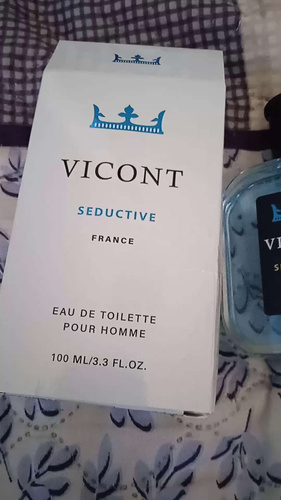 VICONT
SEDUCTIVE
FRANCE
EAU DE TOILETTE
POUR HOMME
100 ML/3.3 FL.OZ.